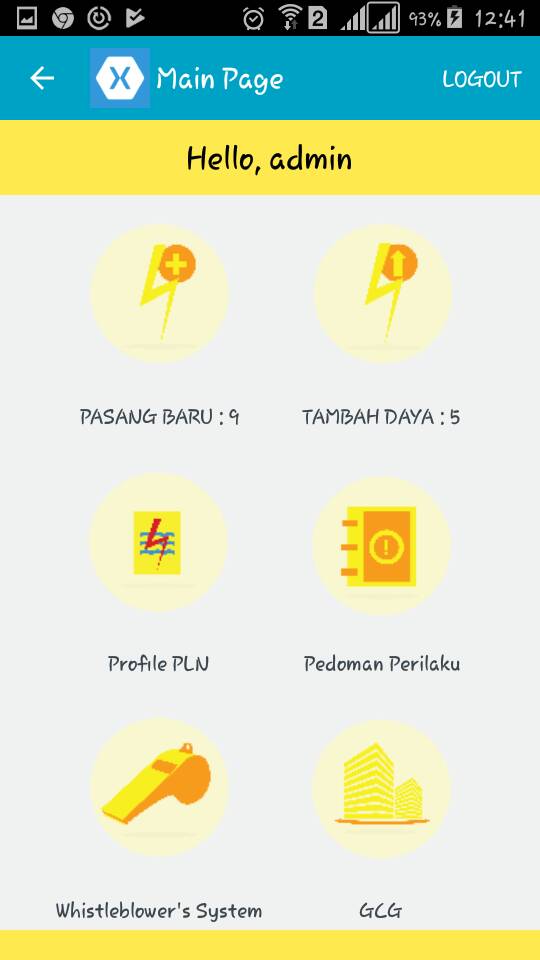 2
93%
12:41
X
Main Page
LOGOUT
Hello, admin
PASANG BARU : 9
TAMBAH DAYA : 5
Profile PLN
Pedoman Perilaku
Whistleblower's System
GCG